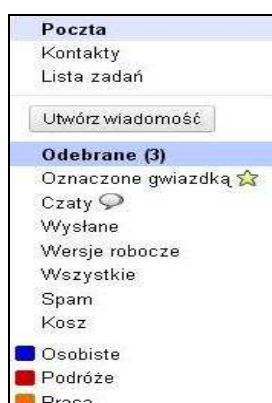 Poczta
Kontakty
Lista zadań
Utwórz wiadomość
Odebrane (3)
Oznaczone gwiazdką
Czaty
Wysłane
Wersje robocze
Wszystkie
Spam
Kosz
Osobiste
Podróże
Praca